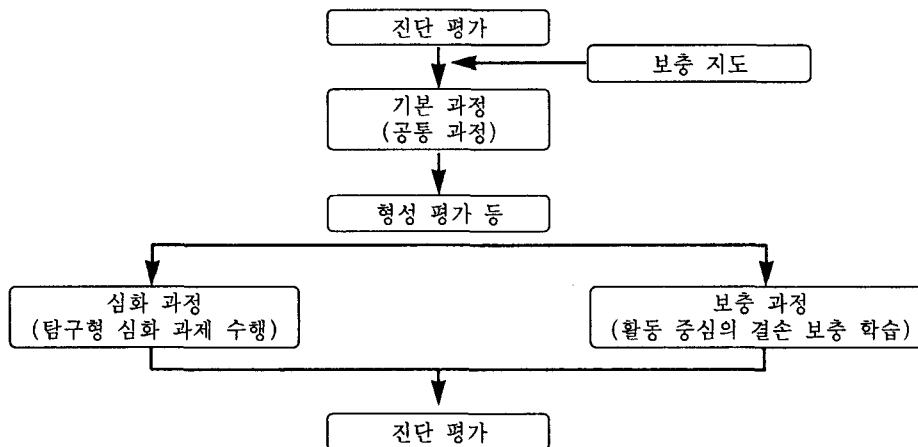 진단 평가
보충 지도
기본 과정
(공통 과정)
형성 평가 등
심화 과정
(탐구형 심화 과제 수행)
보충 과정
(활동 중심의 결손 보충 학습)
진단 평가